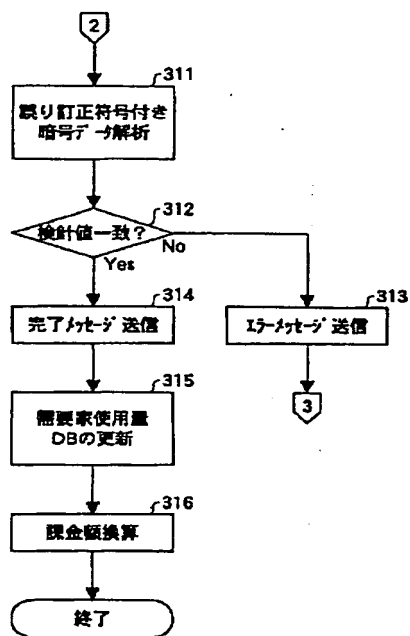 2
311
誤り訂正符号付き
暗号データ解析
312
検針値一致?
No
Yes
314
完了メッセージ送信
313
エラーメッセージ送信
315
需要家使用量
DBの更新
3
316
課金額換算
終了